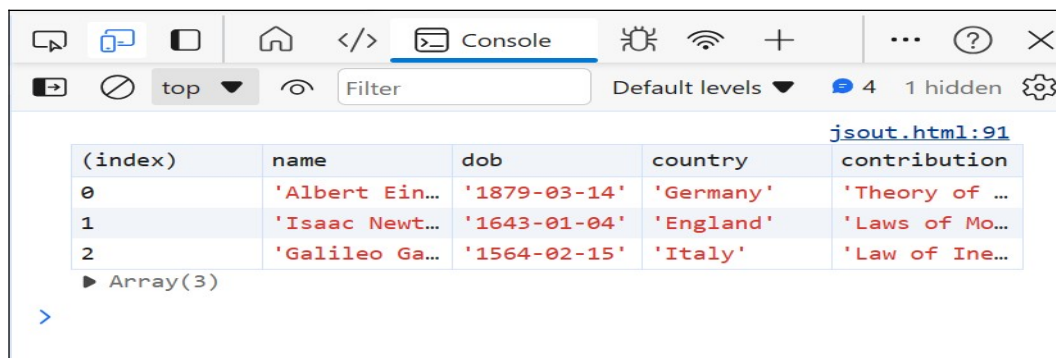 </> Console + ... ?
top Filter Default levels 4 1 hidden
jsout.html:91
(index) name dob country contribution
0 'Albert Ein… '1879-03-14' 'Germany' 'Theory of …
1 'Isaac Newt… '1643-01-04' 'England' 'Laws of Mo…
2 'Galileo Ga… '1564-02-15' 'Italy' 'Law of Ine…
▶ Array(3)
>